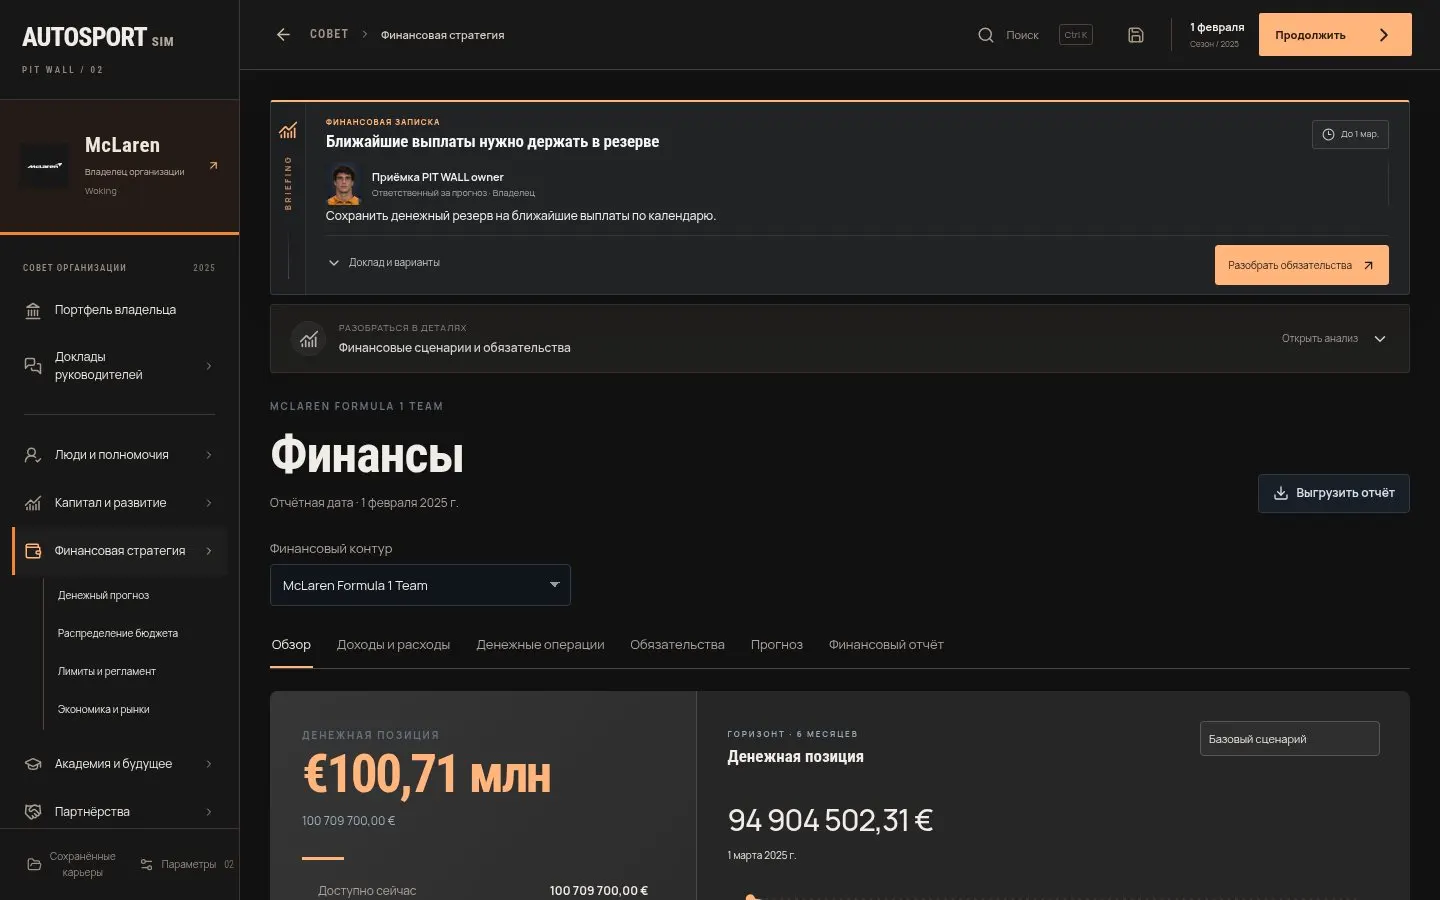 AUTOSPORT SIM
PIT WALL / 02
McLaren
McLaren
Владелец организации
Woking
СОВЕТ ОРГАНИЗАЦИИ 2025
Портфель владельца
Доклады
руководителей
Люди и полномочия
Капитал и развитие
Финансовая стратегия
Денежный прогноз
Распределение бюджета
Лимиты и регламент
Экономика и рынки
Академия и будущее
Партнёрства
Сохранённые
карьеры
Параметры 02
СОВЕТ Финансовая стратегия
Поиск Ctrl K
1 февраля
Сезон / 2025
Продолжить
BRIEFING
ФИНАНСОВАЯ ЗАПИСКА
Ближайшие выплаты нужно держать в резерве
До 1 мар.
Приёмка PIT WALL owner
Ответственный за прогноз · Владелец
Сохранить денежный резерв на ближайшие выплаты по календарю.
Доклад и варианты
Разобрать обязательства
РАЗОБРАТЬСЯ В ДЕТАЛЯХ
Финансовые сценарии и обязательства
Открыть анализ
MCLAREN FORMULA 1 TEAM
Финансы
Отчётная дата · 1 февраля 2025 г.
Выгрузить отчёт
Финансовый контур
McLaren Formula 1 Team
Обзор Доходы и расходы Денежные операции Обязательства Прогноз Финансовый отчёт
ДЕНЕЖНАЯ ПОЗИЦИЯ
€100,71 млн
100 709 700,00 €
Доступно сейчас 100 709 700,00 €
ГОРИЗОНТ · 6 МЕСЯЦЕВ
Денежная позиция
Базовый сценарий
94 904 502,31 €
1 марта 2025 г.